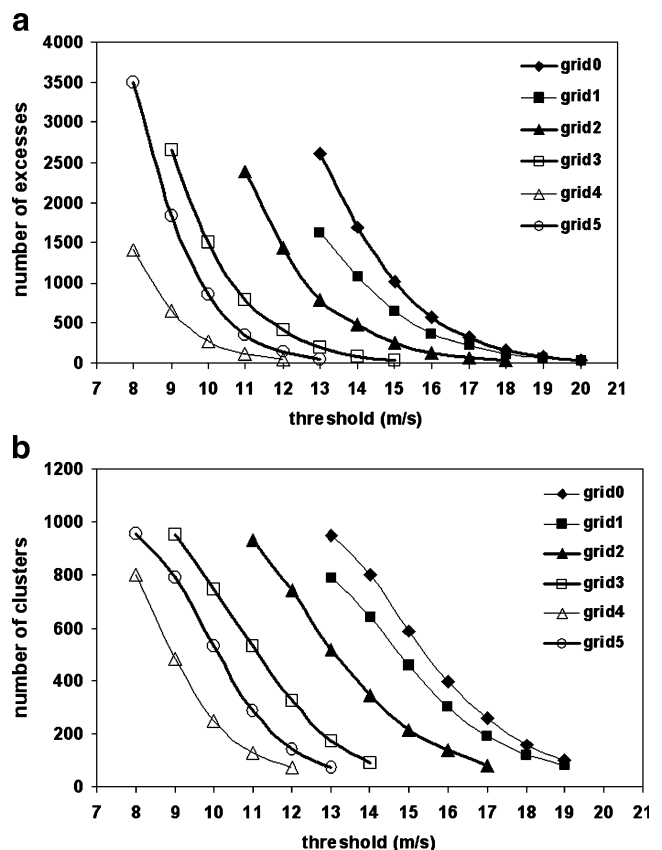 a
4000
3500
3000
2500
2000
1500
1000
500
0
number of excesses
7 8 9 10 11 12 13 14 15 16 17 18 19 20 21
threshold (m/s)
grid0
grid1
grid2
grid3
grid4
grid5
b
1200
1000
800
600
400
200
0
number of clusters
7 8 9 10 11 12 13 14 15 16 17 18 19 20 21
threshold (m/s)
grid0
grid1
grid2
grid3
grid4
grid5